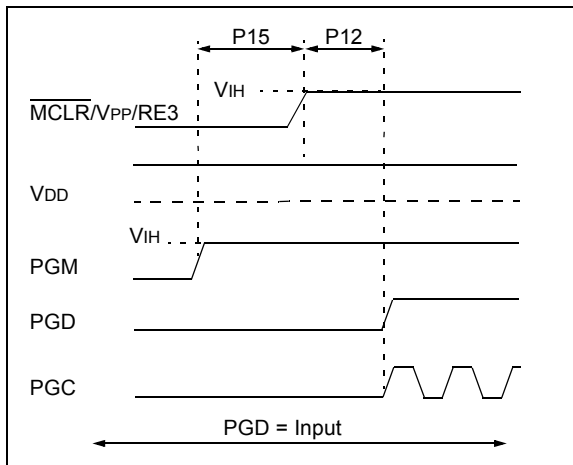 P15 P12
VIH
MCLR/VPP/RE3
VDD
VIH
PGM
PGD
PGC
PGD = Input